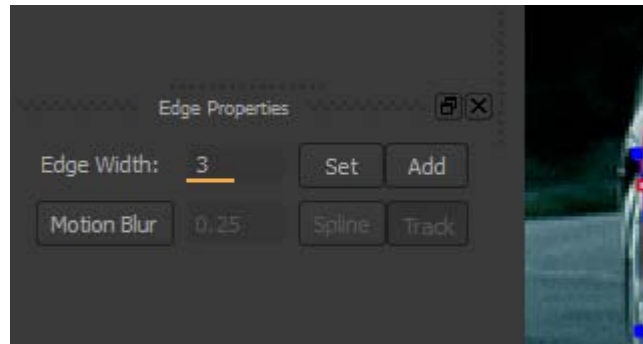 Edge Properties
Edge Width: 3 Set Add
Motion Blur 0.25 Spline Track